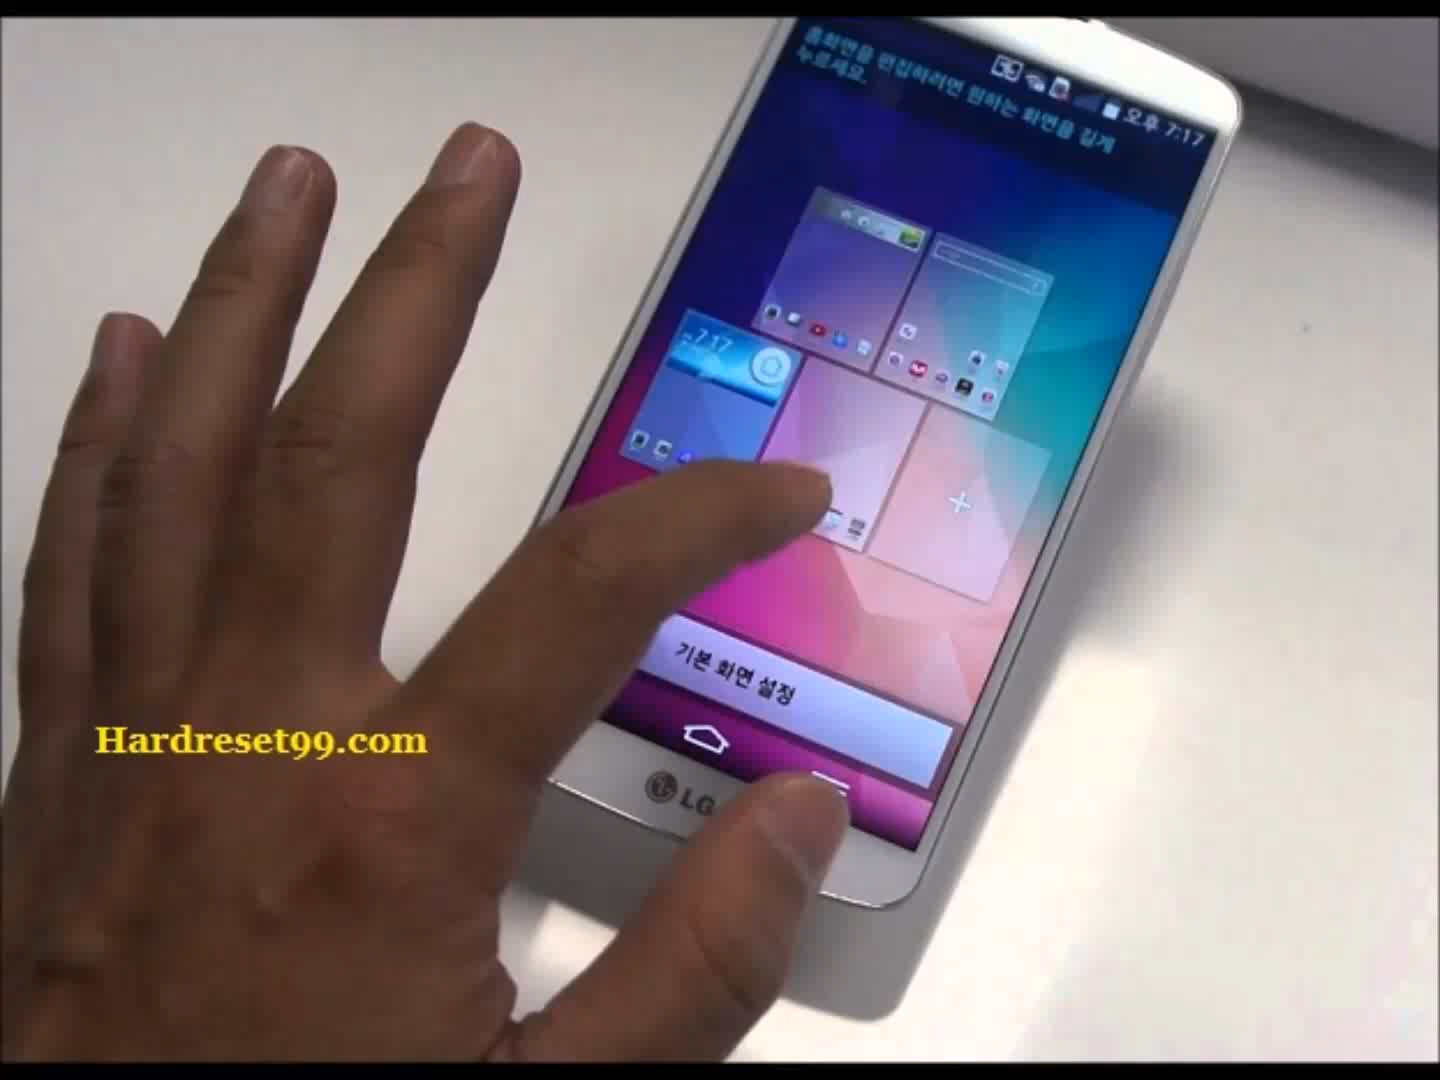 홈화면을 편집하려면 원하는 화면을 길게
누르세요.
오후 7:17
7:17
기본 화면 설정
LG
Hardreset99.com